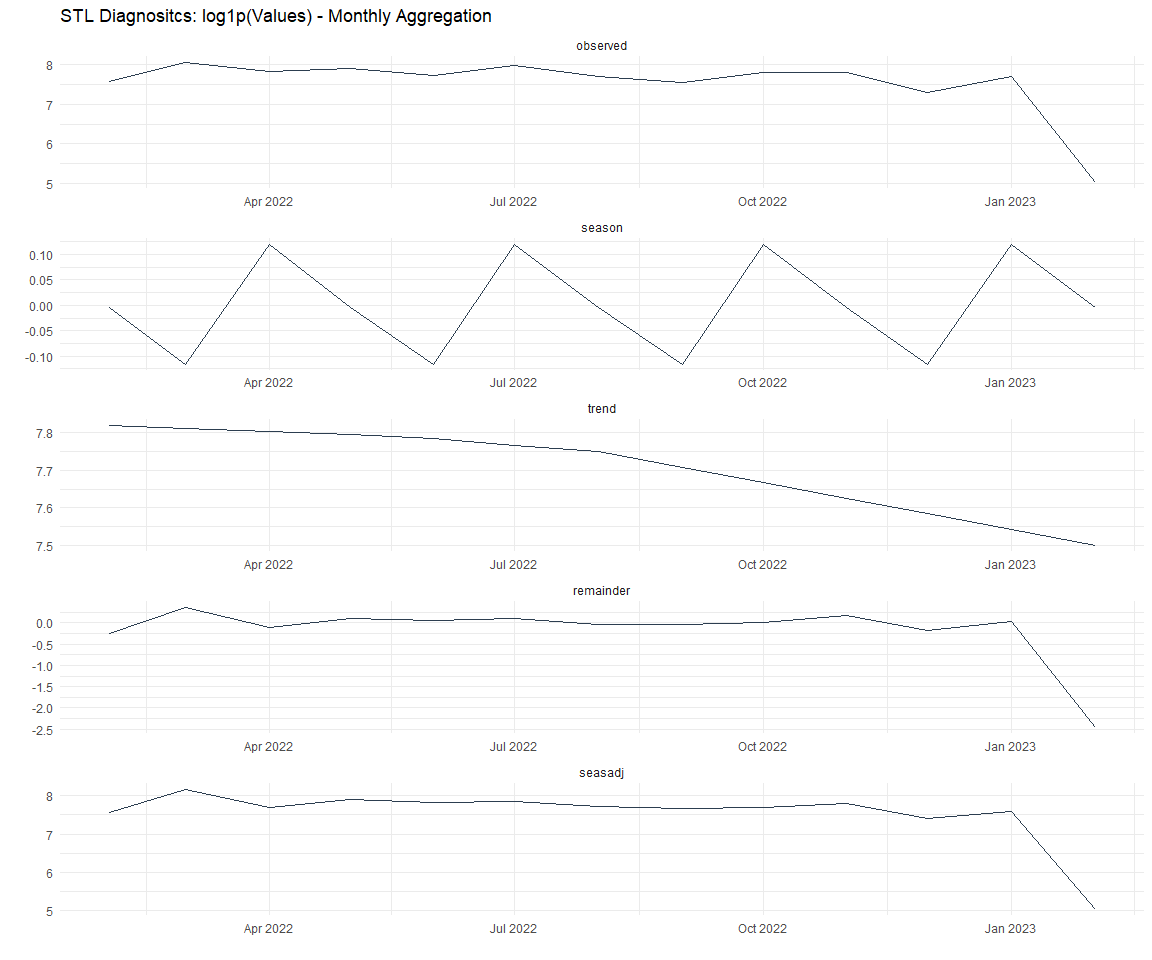 STL Diagnositcs: log1p(Values) - Monthly Aggregation
observed
8
7
6
5
Apr 2022 Jul 2022 Oct 2022 Jan 2023
season
0.10
0.05
0.00
-0.05
-0.10
Apr 2022 Jul 2022 Oct 2022 Jan 2023
trend
7.8
7.7
7.6
7.5
Apr 2022 Jul 2022 Oct 2022 Jan 2023
remainder
0.0
-0.5
-1.0
-1.5
-2.0
-2.5
Apr 2022 Jul 2022 Oct 2022 Jan 2023
seasadj
8
7
6
5
Apr 2022 Jul 2022 Oct 2022 Jan 2023